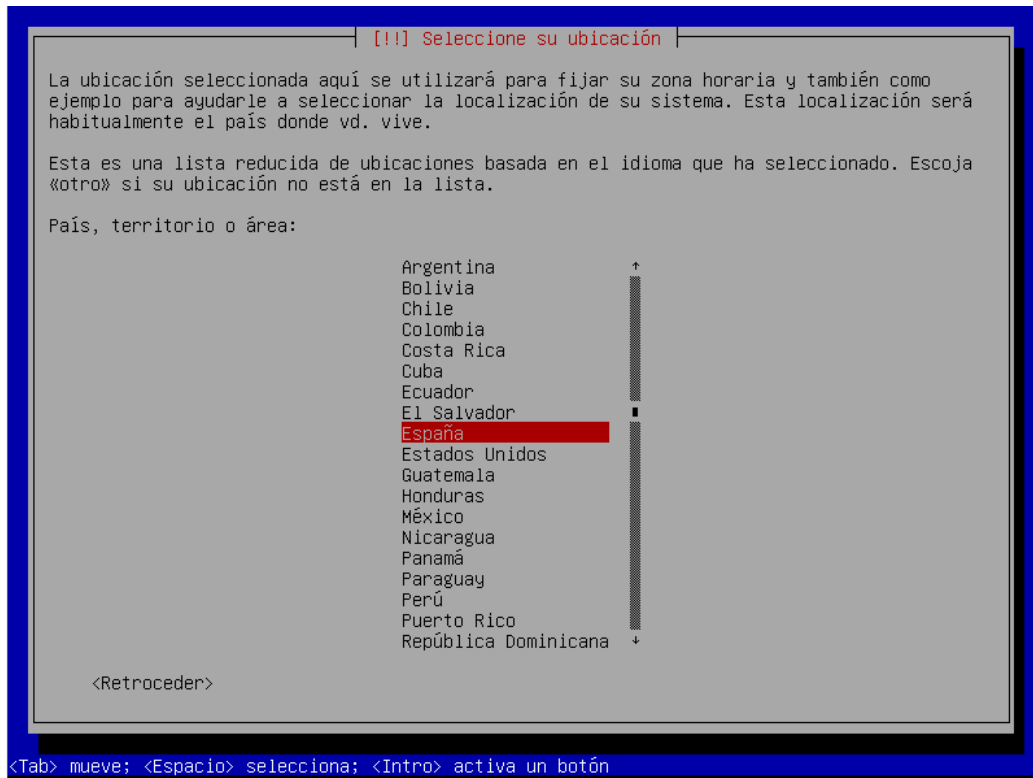 [!!] Seleccione su ubicación
La ubicación seleccionada aquí se utilizará para fijar su zona horaria y también como
ejemplo para ayudarle a seleccionar la localización de su sistema. Esta localización será
habitualmente el país donde vd. vive.
Esta es una lista reducida de ubicaciones basada en el idioma que ha seleccionado. Escoja
«otro» si su ubicación no está en la lista.
País, territorio o área:
Argentina
Bolivia
Chile
Colombia
Costa Rica
Cuba
Ecuador
El Salvador
España
Estados Unidos
Guatemala
Honduras
México
Nicaragua
Panamá
Paraguay
Perú
Puerto Rico
República Dominicana
<Retroceder>
<Tab> mueve; <Espacio> selecciona; <Intro> activa un botón